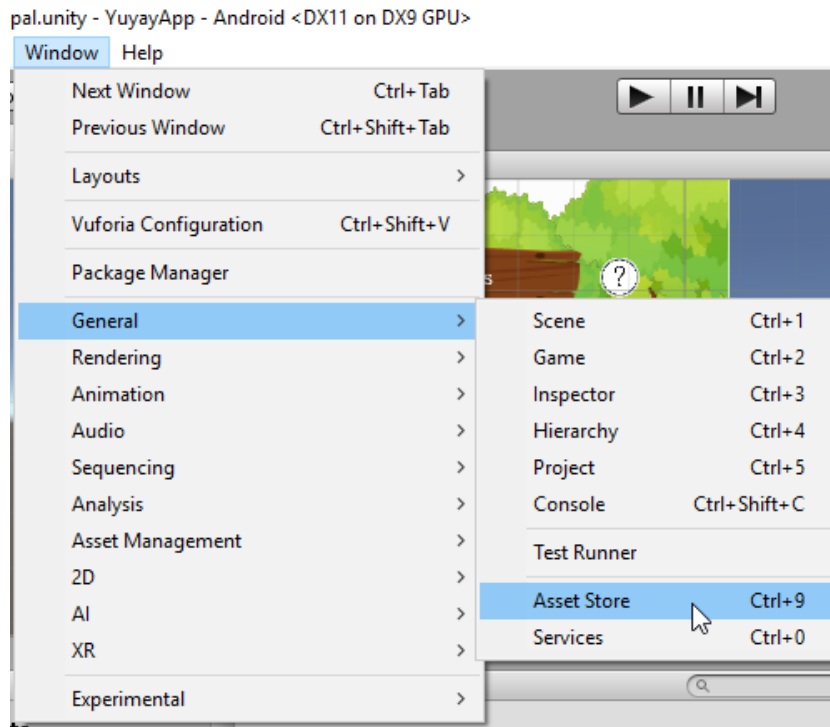 pal.unity - YuyayApp - Android <DX11 on DX9 GPU>
Window Help
Next Window Ctrl+Tab
Previous Window Ctrl+Shift+Tab
Layouts
Vuforia Configuration Ctrl+Shift+V
Package Manager
General
Rendering
Animation
Audio
Sequencing
Analysis
Asset Management
2D
AI
XR
Experimental
s
?
Scene Ctrl+1
Game Ctrl+2
Inspector Ctrl+3
Hierarchy Ctrl+4
Project Ctrl+5
Console Ctrl+Shift+C
Test Runner
Asset Store Ctrl+9
Services Ctrl+0